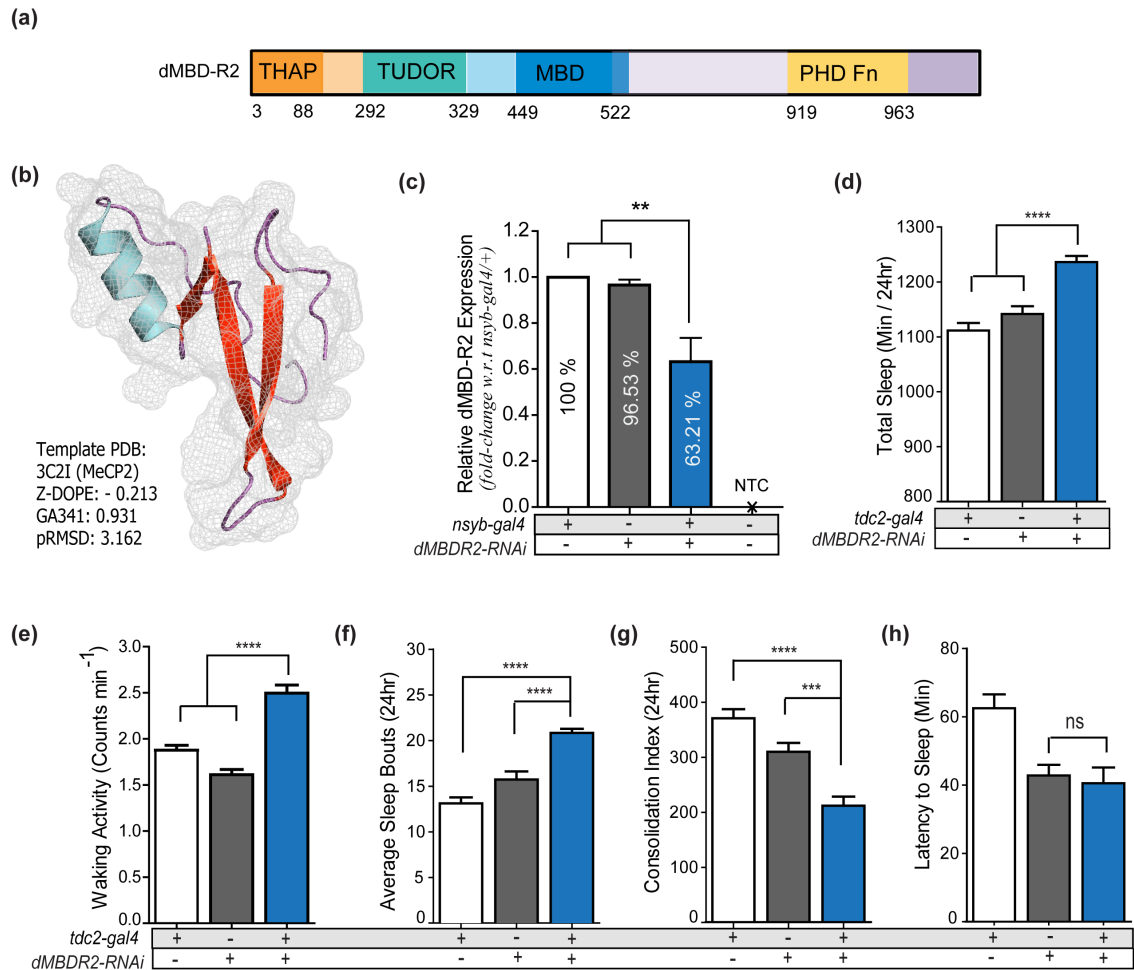 (a)
dMBD-R2
THAP TUDOR MBD PHD Fn
3 88 292 329 449 522 919 963
(b)
Template PDB:
3C2I (MeCP2)
Z-DOPE: - 0.213
GA341: 0.931
pRMSD: 3.162
(c)
Relative dMBD-R2 Expression
(fold-change w.r.t nsyb-gal4/+)
1.2
1.0
0.8
0.6
0.4
0.2
0.0
**
100 %
96.53 %
63.21 %
NTC
nsyb-gal4 + - + -
dMBDR2-RNAi - + + -
(d)
Total Sleep (Min / 24hr)
1300
1200
1100
1000
900
800
****
tdc2-gal4 + - +
dMBDR2-RNAi - + +
(e)
Waking Activity (Counts min -1)
3.0
2.5
2.0
1.5
1.0
0.5
0.0
****
(f)
Average Sleep Bouts (24hr)
30
25
20
15
10
5
0
****
****
(g)
Consolidation Index (24hr)
500
400
300
200
100
0
****
***
(h)
Latency to Sleep (Min)
80
60
40
20
0
ns
tdc2-gal4 + - + + - + + - + + - +
dMBDR2-RNAi - + + - + + - + + - + +